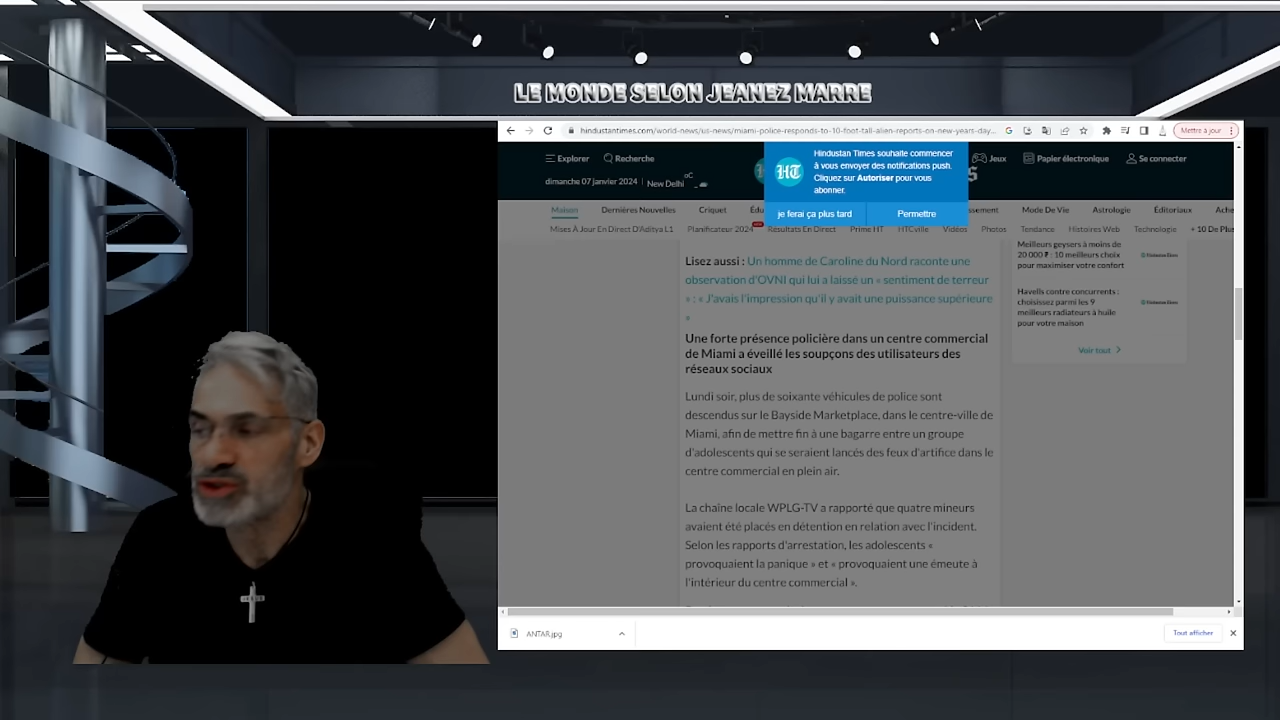 LE MONDE SELON JEANEZ MARRE
hindustantimes.com/world-news/us-news/miami-police-responds-to-10-foot-tall-alien-reports-on-new-years-day...
Mettre à jour
Explorer
Recherche
Jeux
Papier électronique
Se connecter
dimanche 07 janvier 2024
New Delhi
°C
HT
Hindustan Times souhaite commencer
à vous envoyer des notifications push.
Cliquez sur Autoriser pour vous
abonner.
je ferai ça plus tard
Permettre
Maison
Dernières Nouvelles
Criquet
Mode De Vie
Astrologie
Éditoriaux
Mises À Jour En Direct D'Aditya L1
Planificateur 2024
Résultats En Direct
Prime HT
HTCville
Vidéos
Photos
Tendance
Histoires Web
Technologie
+ 10 De Plus
Lisez aussi : Un homme de Caroline du Nord raconte une
observation d'OVNI qui lui a laissé un « sentiment de terreur
» : « J'avais l'impression qu'il y avait une puissance supérieure
»
Une forte présence policière dans un centre commercial
de Miami a éveillé les soupçons des utilisateurs des
réseaux sociaux
Lundi soir, plus de soixante véhicules de police sont
descendus sur le Bayside Marketplace, dans le centre-ville de
Miami, afin de mettre fin à une bagarre entre un groupe
d'adolescents qui se seraient lancés des feux d'artifice dans le
centre commercial en plein air.
La chaîne locale WPLG-TV a rapporté que quatre mineurs
avaient été placés en détention en relation avec l'incident.
Selon les rapports d'arrestation, les adolescents «
provoquaient la panique » et « provoquaient une émeute à
l'intérieur du centre commercial ».
Meilleurs geysers à moins de
20 000 ₹ : 10 meilleurs choix
pour maximiser votre confort
Havells contre concurrents :
choisissez parmi les 9
meilleurs radiateurs à huile
pour votre maison
Voir tout
ANTAR.jpg
Tout afficher